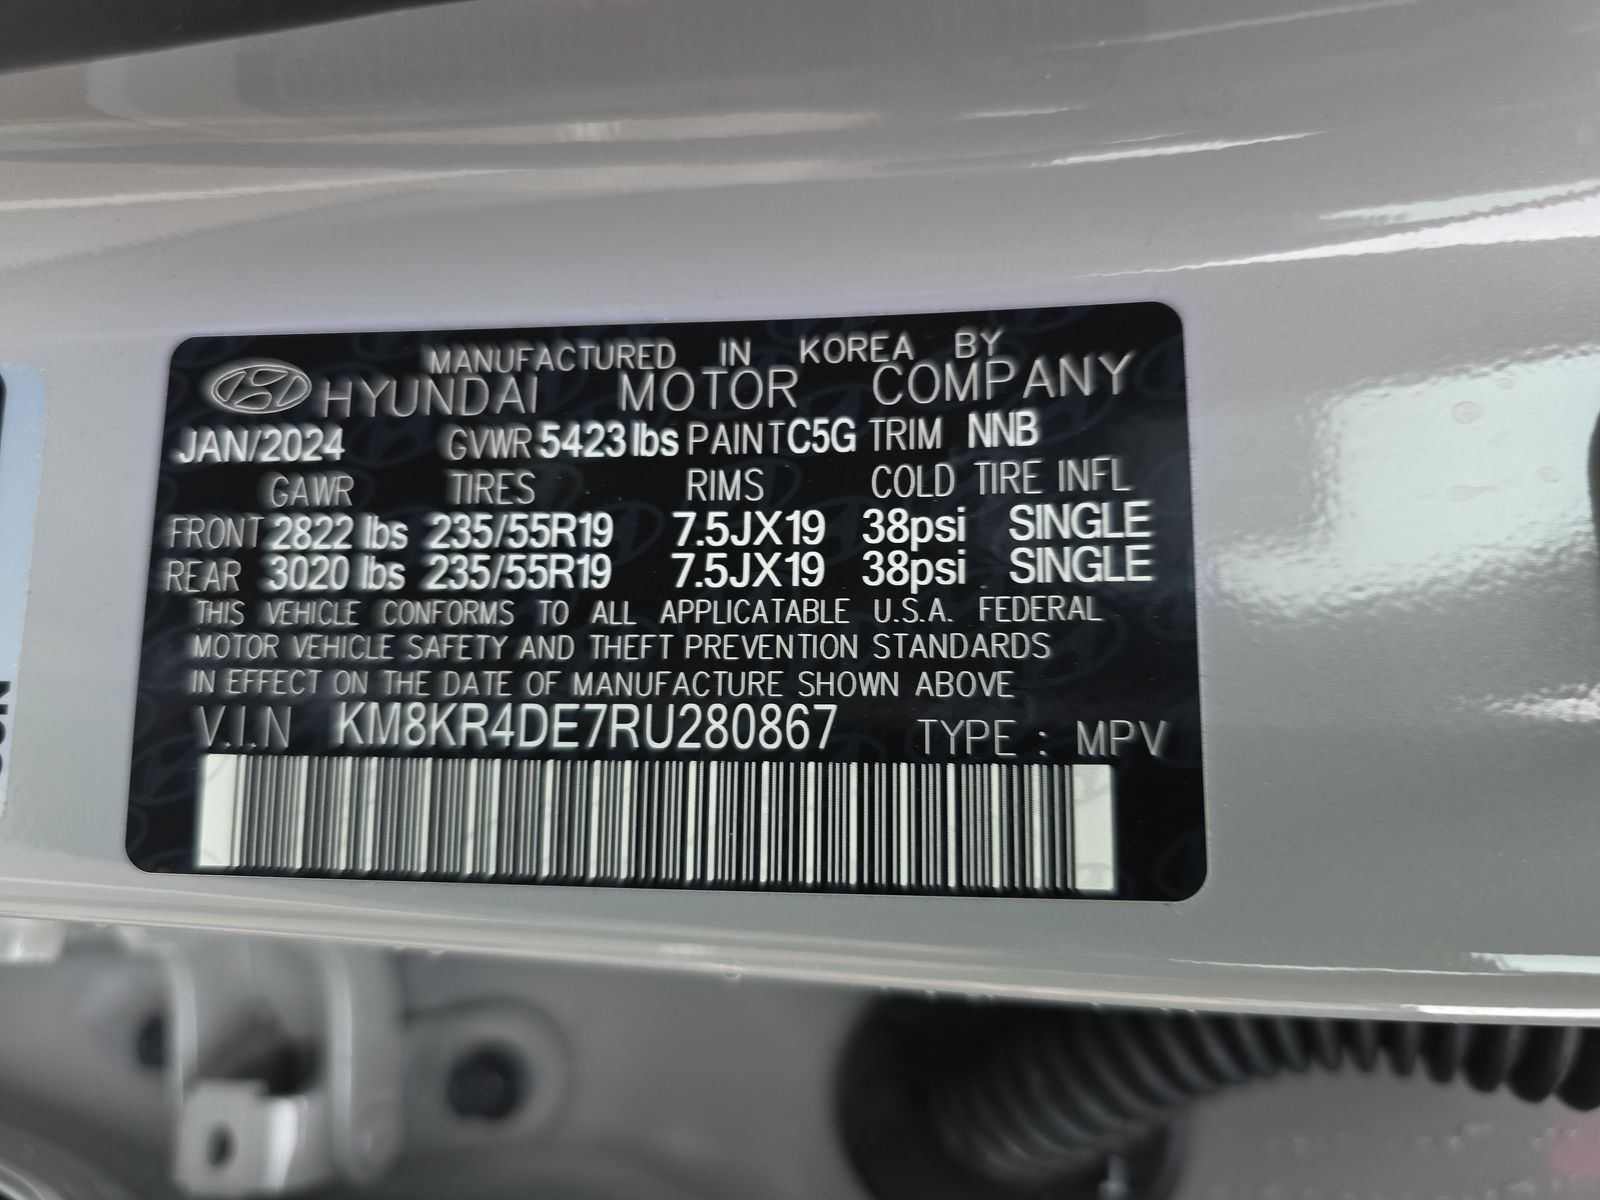 MANUFACTURED IN KOREA BY
HYUNDAI MOTOR COMPANY
JAN/2024 GVWR 5423 lbs PAINT C5G TRIM NNB
GAWR TIRES RIMS COLD TIRE INFL
FRONT 2822 lbs 235/55R19 7.5JX19 38psi SINGLE
REAR 3020 lbs 235/55R19 7.5JX19 38psi SINGLE
THIS VEHICLE CONFORMS TO ALL APPLICATABLE U.S.A. FEDERAL
MOTOR VEHICLE SAFETY AND THEFT PREVENTION STANDARDS
IN EFFECT ON THE DATE OF MANUFACTURE SHOWN ABOVE
V.I.N KM8KR4DE7RU280867 TYPE : MPV